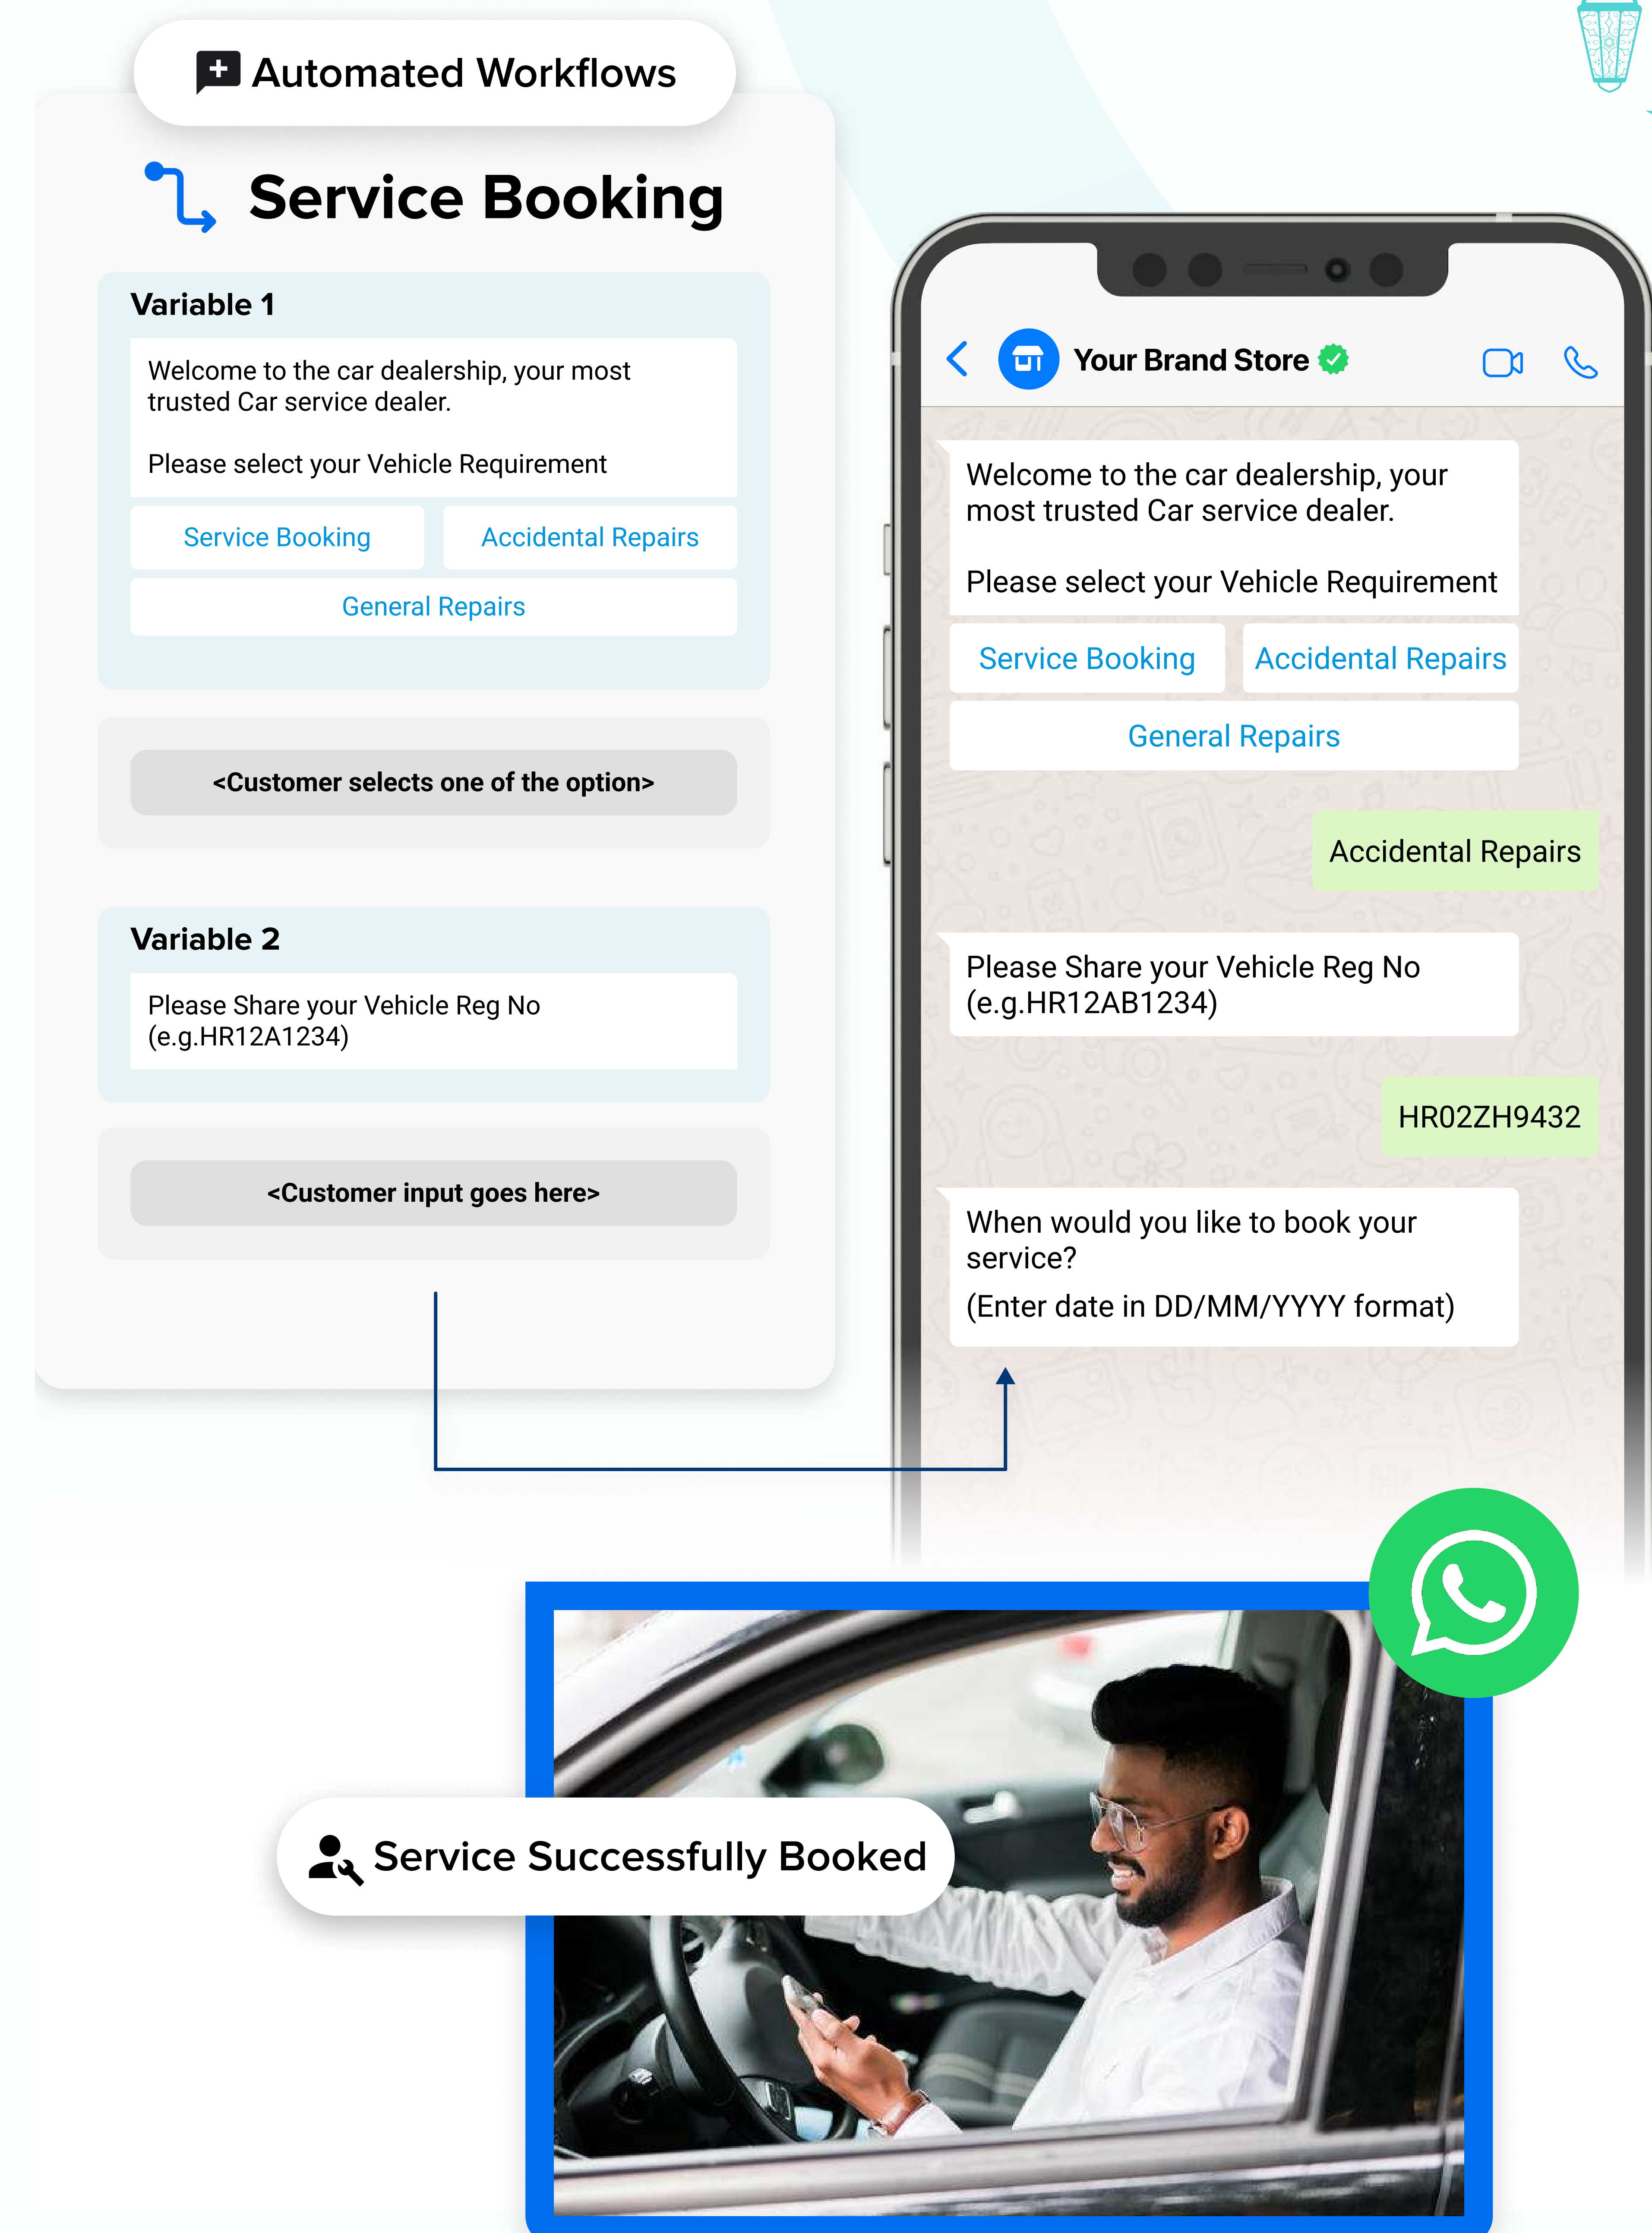 Automated Workflows
Service Booking
Variable 1
Welcome to the car dealership, your most
trusted Car service dealer.
Please select your Vehicle Requirement
Service Booking
Accidental Repairs
General Repairs
<Customer selects one of the option>
Variable 2
Please Share your Vehicle Reg No
(e.g.HR12A1234)
<Customer input goes here>
Your Brand Store
Welcome to the car dealership, your
most trusted Car service dealer.
Please select your Vehicle Requirement
Service Booking
Accidental Repairs
General Repairs
Accidental Repairs
Please Share your Vehicle Reg No
(e.g.HR12AB1234)
HR02ZH9432
When would you like to book your
service?
(Enter date in DD/MM/YYYY format)
Service Successfully Booked